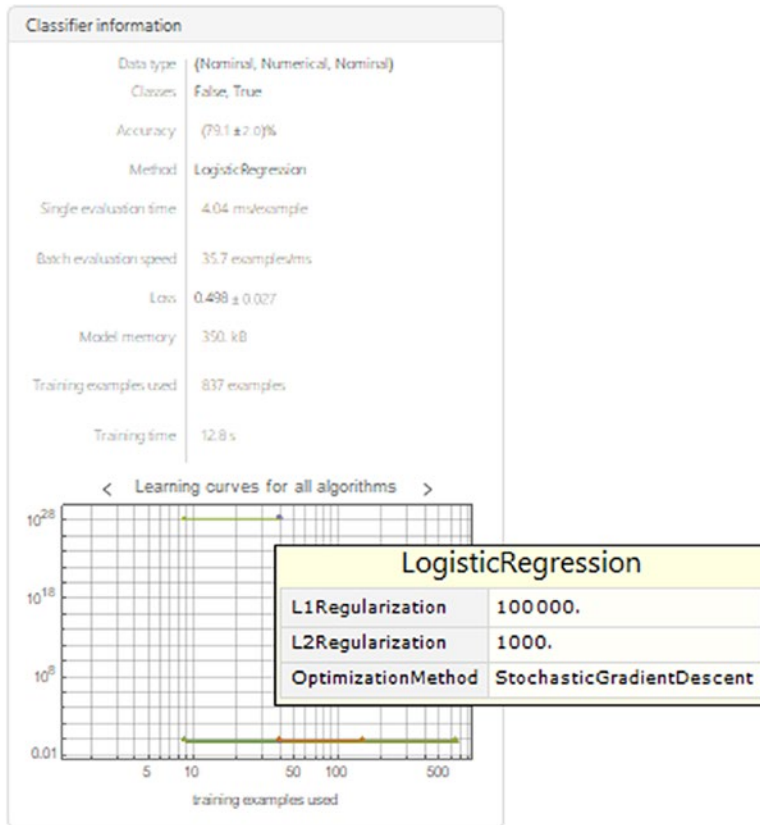 Classifier information
Data type (Nominal, Numerical, Nominal)
Classes False, True
Accuracy (79.1 ± 2.0)%
Method LogisticRegression
Single evaluation time 4.04 ms/example
Batch evaluation speed 35.7 examples/ms
Loss 0.498 ± 0.027
Model memory 350. kB
Training examples used 837 examples
Training time 12.8 s
< Learning curves for all algorithms >
10^28
10^18
10^8
0.01
5 10 50 100 500
training examples used
LogisticRegression
L1Regularization 100000.
L2Regularization 1000.
OptimizationMethod StochasticGradientDescent